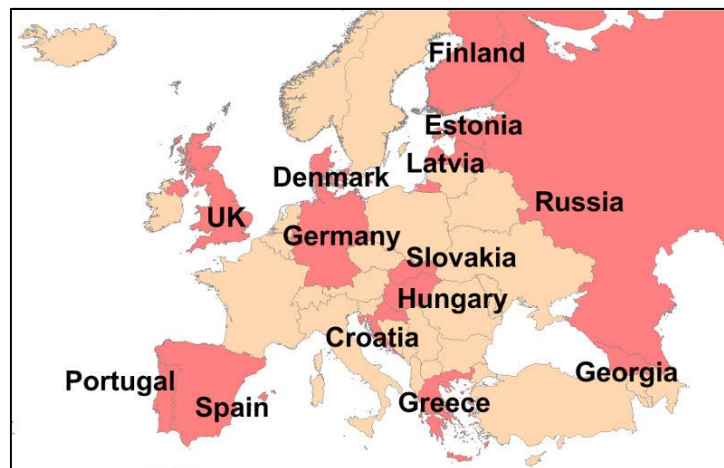 Finland
Estonia
Latvia
Denmark
Russia
UK
Germany
Slovakia
Hungary
Croatia
Georgia
Portugal
Spain
Greece